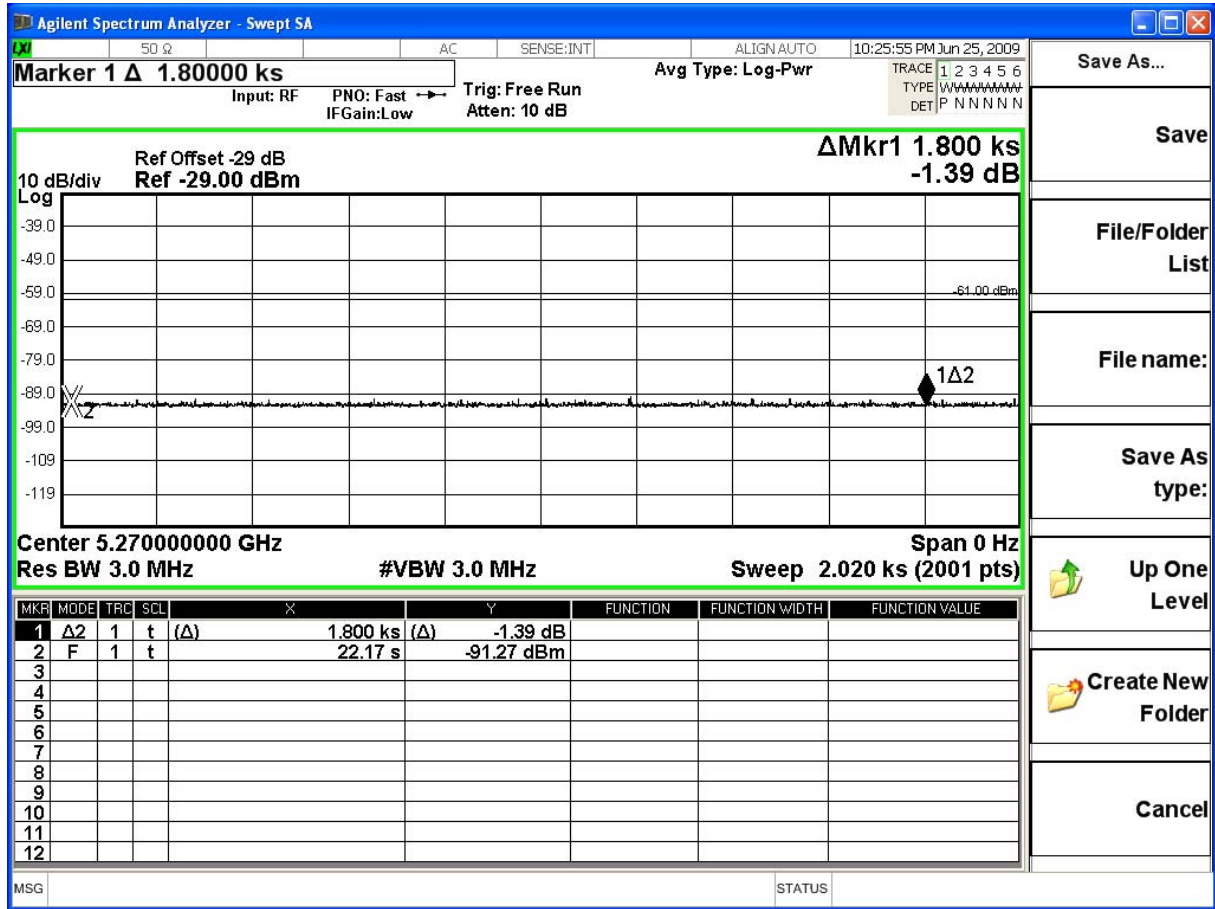 Agilent Spectrum Analyzer - Swept SA
LXI 50 Ω AC SENSE:INT ALIGN AUTO 10:25:55 PM Jun 25, 2009
Marker 1 Δ 1.80000 ks
Input: RF PNO: Fast Trig: Free Run Avg Type: Log-Pwr TRACE 1 2 3 4 5 6
IFGain:Low Atten: 10 dB TYPE WWWWWW
DET P N N N N N
ΔMkr1 1.800 ks
-1.39 dB
Ref Offset -29 dB
10 dB/div Ref -29.00 dBm
Log
-39.0
-49.0
-59.0
-61.00 dBm
-69.0
-79.0
1Δ2
-89.0
2
-99.0
-109
-119
Center 5.270000000 GHz Span 0 Hz
Res BW 3.0 MHz #VBW 3.0 MHz Sweep 2.020 ks (2001 pts)
MKR MODE TRC SCL X Y FUNCTION FUNCTION WIDTH FUNCTION VALUE
1 Δ2 1 t (Δ) 1.800 ks (Δ) -1.39 dB
2 F 1 t 22.17 s -91.27 dBm
3
4
5
6
7
8
9
10
11
12
MSG STATUS
Save As...
Save
File/Folder
List
File name:
Save As
type:
Up One
Level
Create New
Folder
Cancel